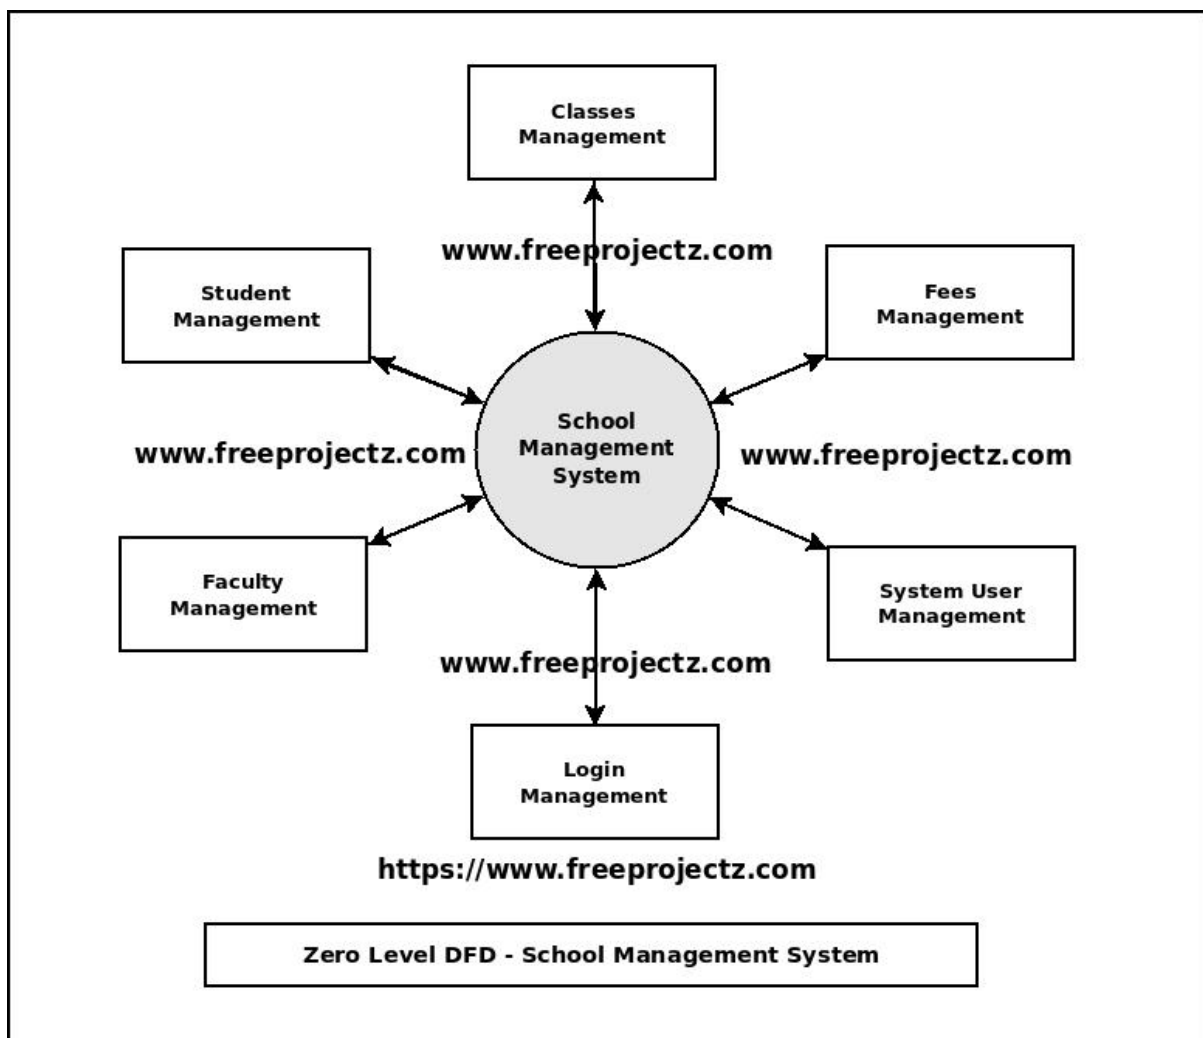 Classes
Management
www.freeprojectz.com
Student
Management
Fees
Management
School
Management
System
www.freeprojectz.com
www.freeprojectz.com
Faculty
Management
System User
Management
www.freeprojectz.com
Login
Management
https://www.freeprojectz.com
Zero Level DFD - School Management System